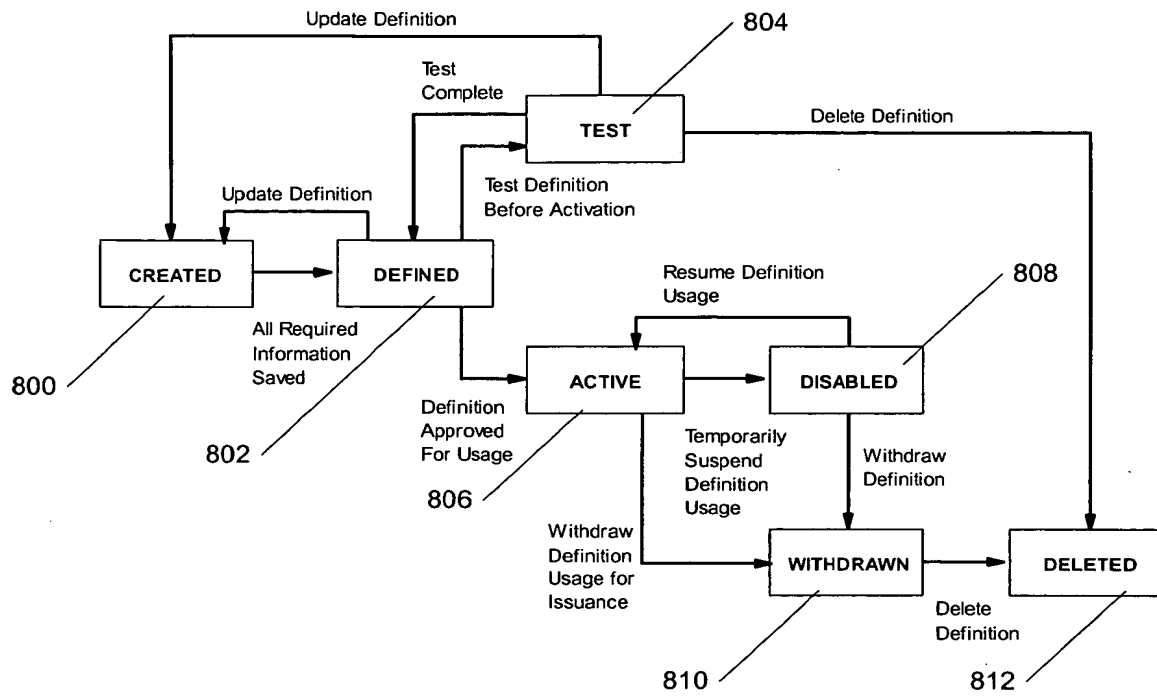 Update Definition
804
Test
Complete
TEST
Delete Definition
Update Definition
Test Definition
Before Activation
CREATED
DEFINED
Resume Definition
Usage
808
All Required
Information
Saved
800
ACTIVE
DISABLED
Definition
Approved
For Usage
802
806
Temporarily
Suspend
Definition
Usage
Withdraw
Definition
Withdraw
Definition
Usage for
Issuance
WITHDRAWN
DELETED
Delete
Definition
810
812